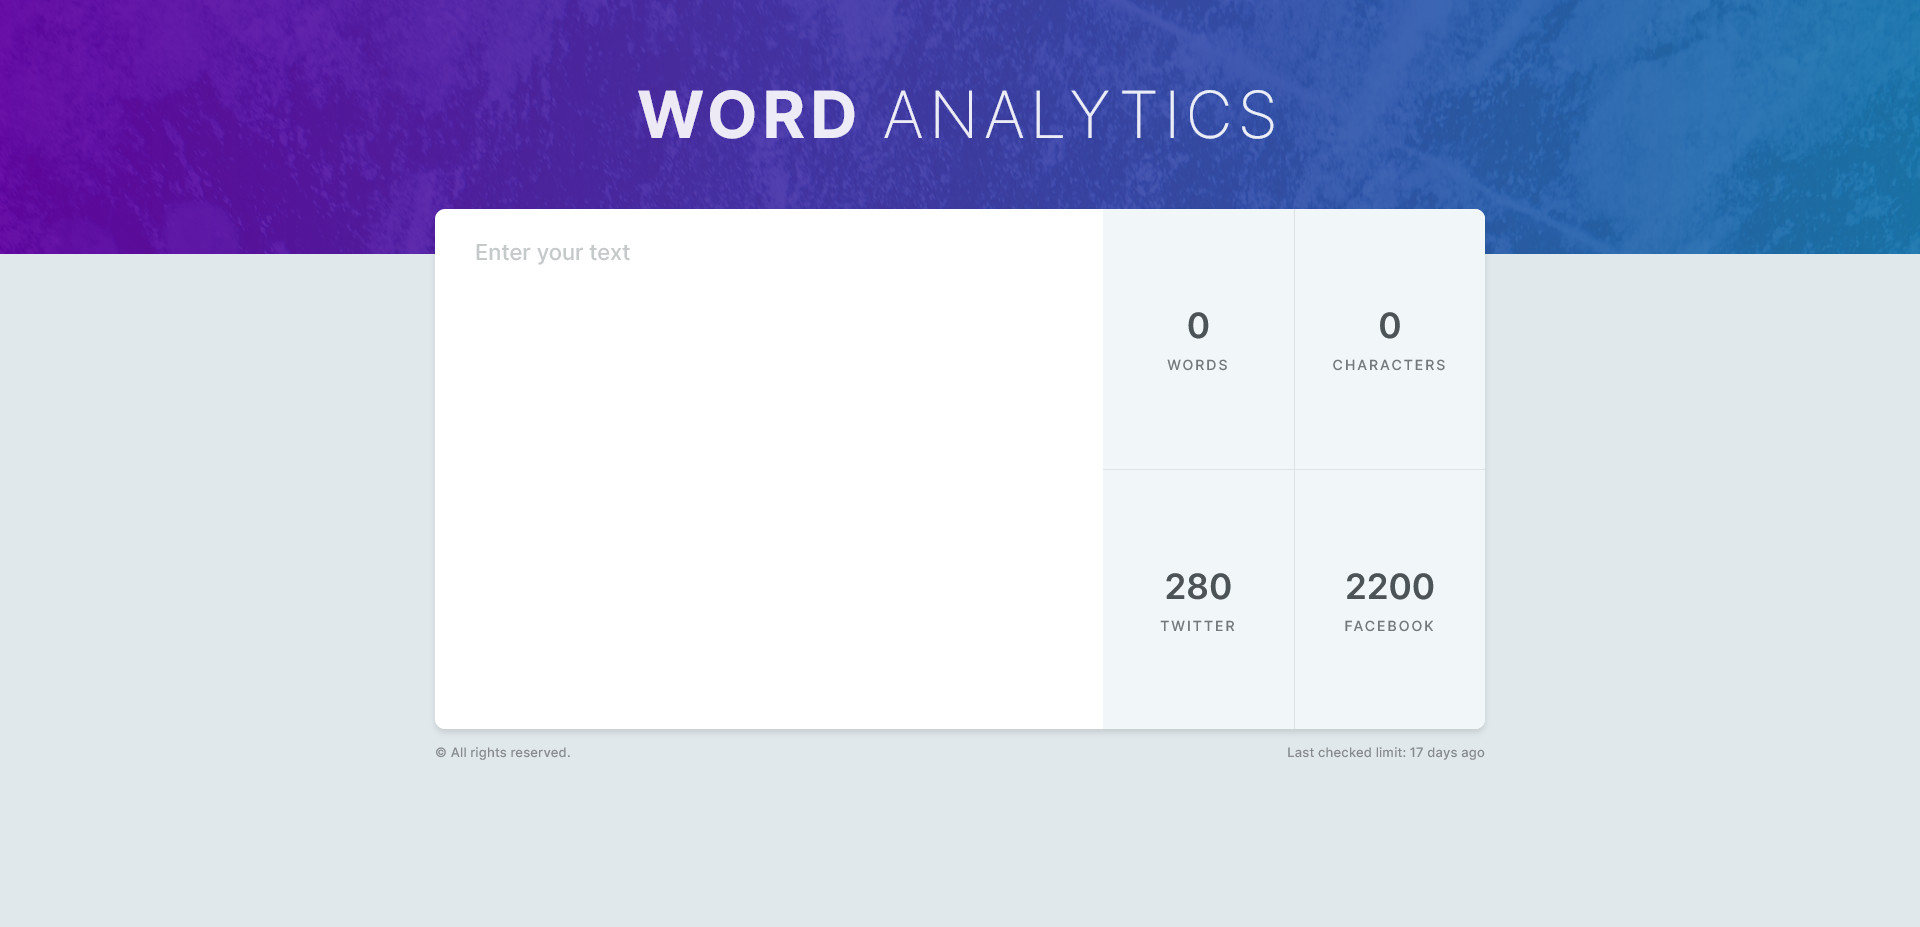 WORD ANALYTICS
Enter your text
0
WORDS
0
CHARACTERS
280
TWITTER
2200
FACEBOOK
© All rights reserved.
Last checked limit: 17 days ago